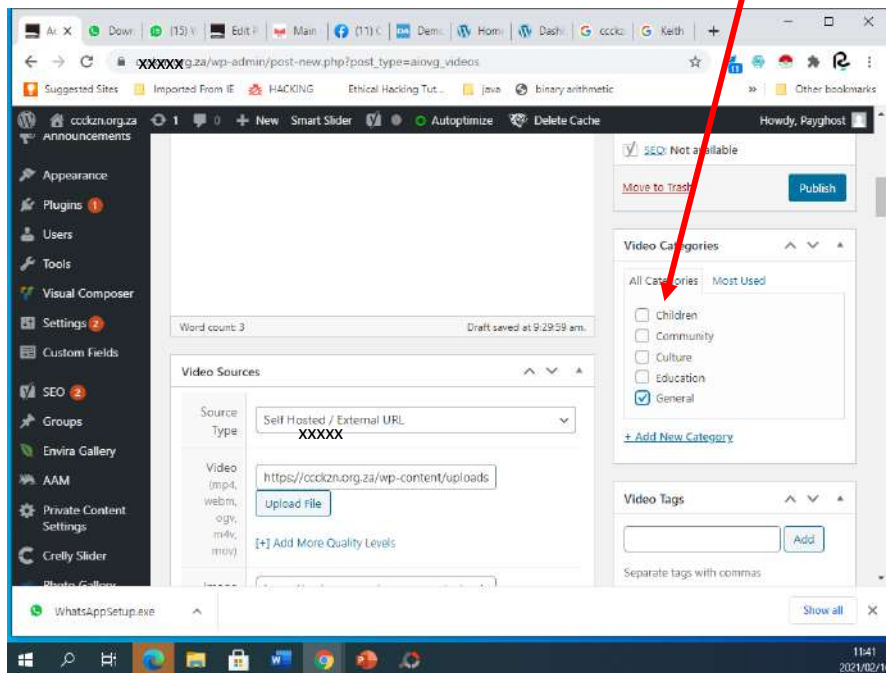 Ac
Down
(15)
Edit P
Main
(11) C
Dem
Hom
Dash
ccckz
Keith
XXXXXg.za/wp-admin/post-new.php?post_type=aiovg_videos
11
Suggested Sites
Imported From IE
HACKING
Ethical Hacking Tut...
java
binary arithmetic
Other bookmarks
ccckzn.org.za
1
0
+ New
Smart Slider
Autoptimize
Delete Cache
Howdy, Payghost
Announcements
Appearance
Plugins 1
Users
Tools
Visual Composer
Settings 2
Custom Fields
SEO 2
Groups
Envira Gallery
AAM
Private Content
Settings
Crelly Slider
Photo Gallery
Word count: 3
Draft saved at 9:29:59 am.
Video Sources
Source
Type
Self Hosted / External URL
XXXXX
Video
(mp4,
webm,
ogv,
m4v,
mov)
https://ccckzn.org.za/wp-content/uploads
Upload File
[+] Add More Quality Levels
Image
SEO: Not available
Move to Trash
Publish
Video Categories
All Categories
Most Used
Children
Community
Culture
Education
General
+ Add New Category
Video Tags
Add
Separate tags with commas
WhatsAppSetup.exe
Show all
11:41